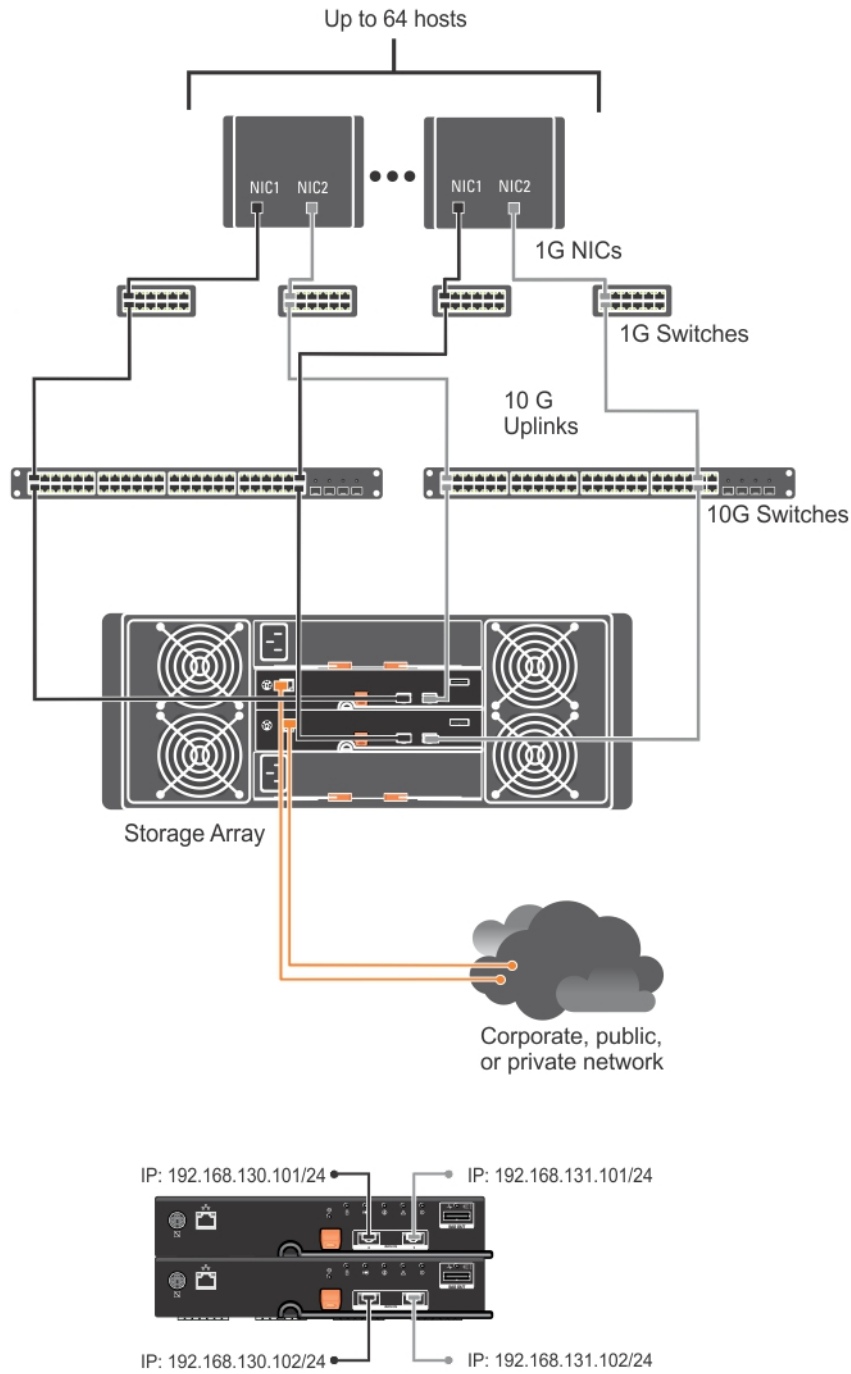 Up to 64 hosts
NIC1 NIC2
NIC1 NIC2
1G NICs
1G Switches
10 G
Uplinks
10G Switches
Storage Array
Corporate, public,
or private network
IP: 192.168.130.101/24
IP: 192.168.131.101/24
IP: 192.168.130.102/24
IP: 192.168.131.102/24